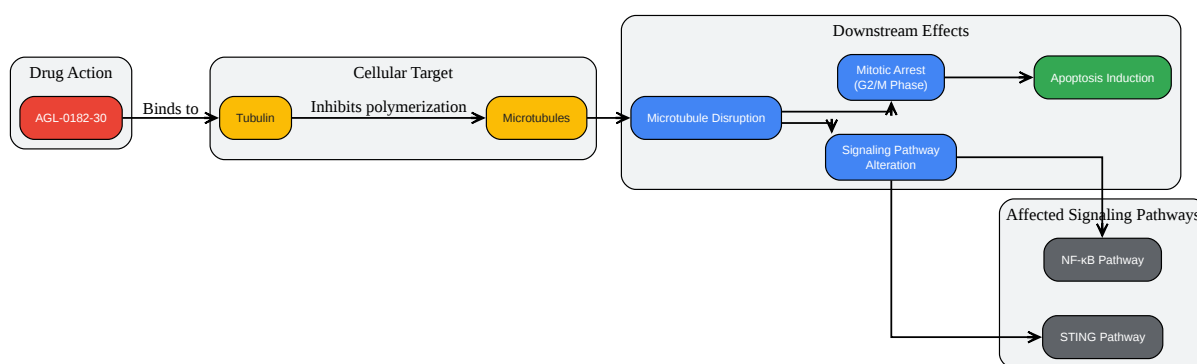 Drug Action
AGL-0182-30
Binds to
Cellular Target
Tubulin
Inhibits polymerization
Microtubules
Downstream Effects
Microtubule Disruption
Mitotic Arrest
(G2/M Phase)
Apoptosis Induction
Signaling Pathway
Alteration
Affected Signaling Pathways
NF-κB Pathway
STING Pathway